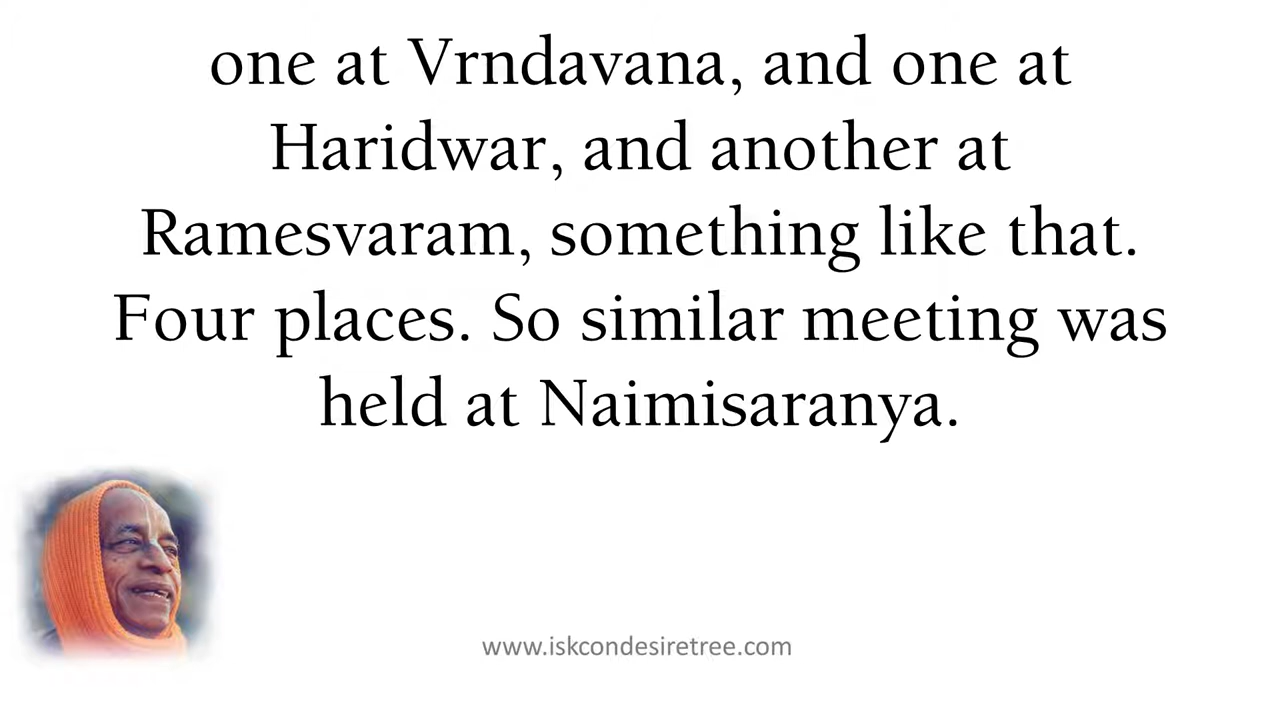 one at Vrndavana, and one at
Haridwar, and another at
Ramesvaram, something like that.
Four places. So similar meeting was
held at Naimisaranya.
www.iskcondesiretree.com